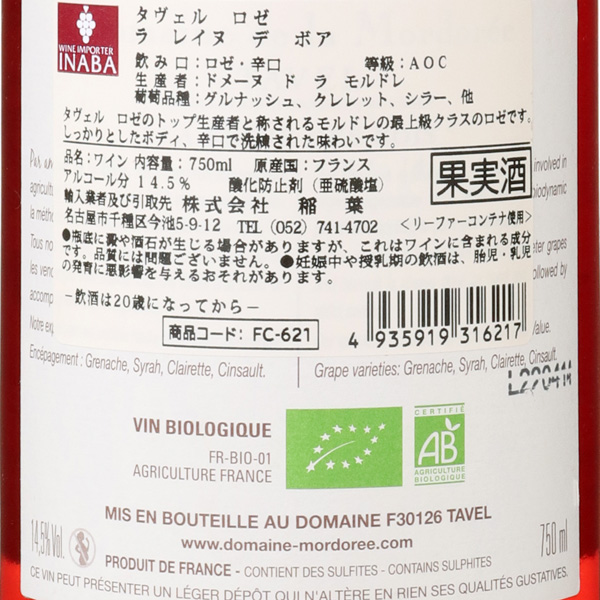 WINE IMPORTER
INABA
タヴェル ロゼ
ラ レイヌ デ ボア
飲み口：ロゼ・辛口 等級：AOC
生産者：ドメーヌ ド ラ モルドレ
葡萄品種：グルナッシュ、クレレット、シラー、他
タヴェル ロゼのトップ生産者と称されるモルドレの最上級クラスのロゼです。
しっかりとしたボディ、辛口で洗練された味わいです。
品名：ワイン 内容量：750ml 原産国：フランス
アルコール分 14.5% 酸化防止剤（亜硫酸塩）
果実酒
輸入業者及び引取先 株式会社 稲葉
名古屋市千種区今池5-9-12 TEL（052）741-4702 ＜リーファーコンテナ使用＞
●瓶底に澱や酒石が生じる場合がありますが、これはワインに含まれる成分
です。品質には問題ございません。●妊娠中や授乳期の飲酒は、胎児・乳児
の発育に悪影響を与えるおそれがあります。
－飲酒は20歳になってから－
商品コード：FC-621
4 935919 316217
involved in
agricult
biodynamic
la méth
Tous no
ter grapes
les ven
followed by
accomp
Notre exp
value.
Encépagement : Grenache, Syrah, Clairette, Cinsault.
Grape varieties: Grenache, Syrah, Clairette, Cinsault.
VIN BIOLOGIQUE
FR-BIO-01
AGRICULTURE FRANCE
CERTIFIÉ
AB
AGRICULTURE
BIOLOGIQUE
MIS EN BOUTEILLE AU DOMAINE F30126 TAVEL
www.domaine-mordoree.com
14,5% Vol.
750 ml
PRODUIT DE FRANCE - CONTIENT DES SULFITES - CONTAINS SULPHITES
CE VIN PEUT PRÉSENTER UN LÉGER DÉPÔT QUI N'ALTÈRE EN RIEN SES QUALITÉS GUSTATIVES.